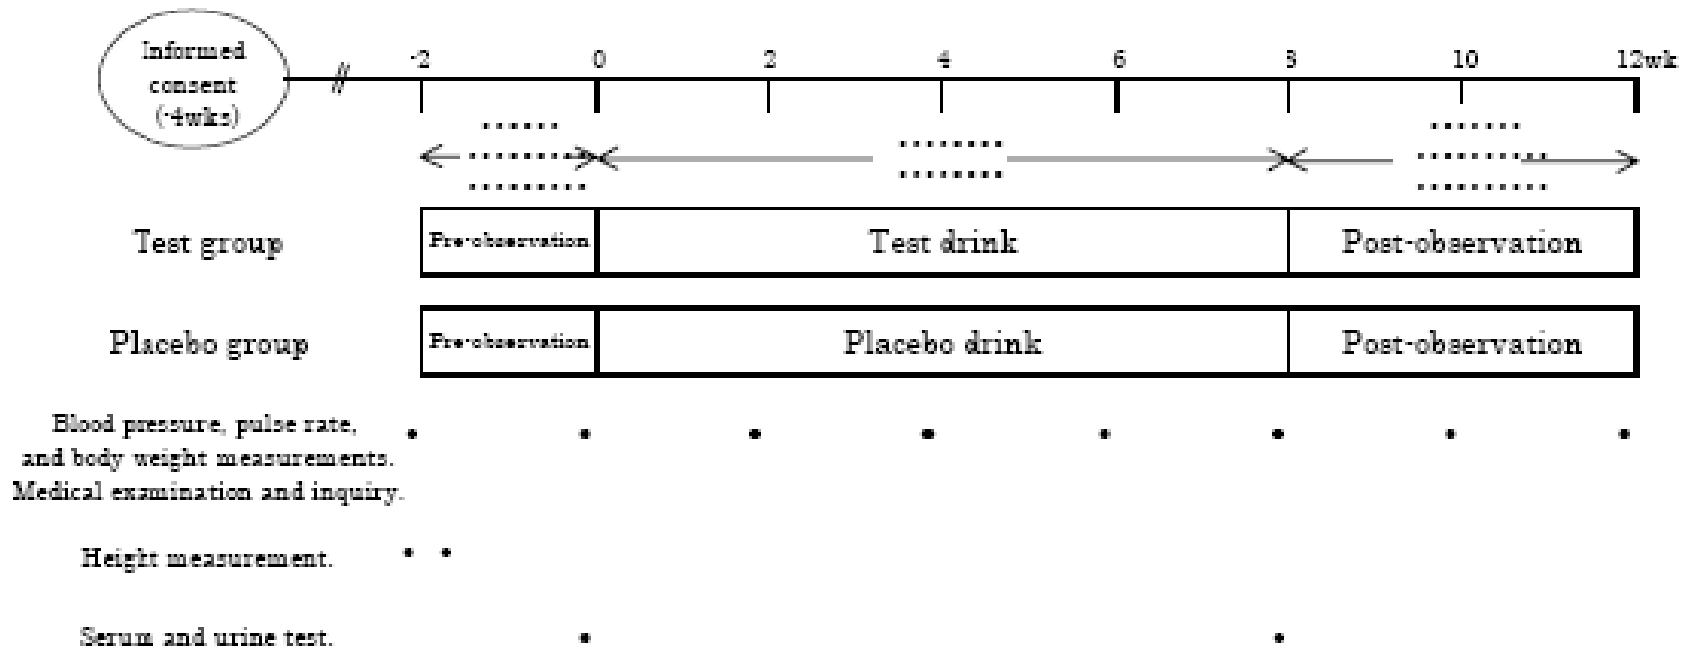 Informed
consent
(-4wks)
-2 0 2 4 6 8 10 12wk
Test group Pre-observation Test drink Post-observation
Placebo group Pre-observation Placebo drink Post-observation
Blood pressure, pulse rate,
and body weight measurements.
Medical examination and inquiry.
Height measurement.
Serum and urine test.